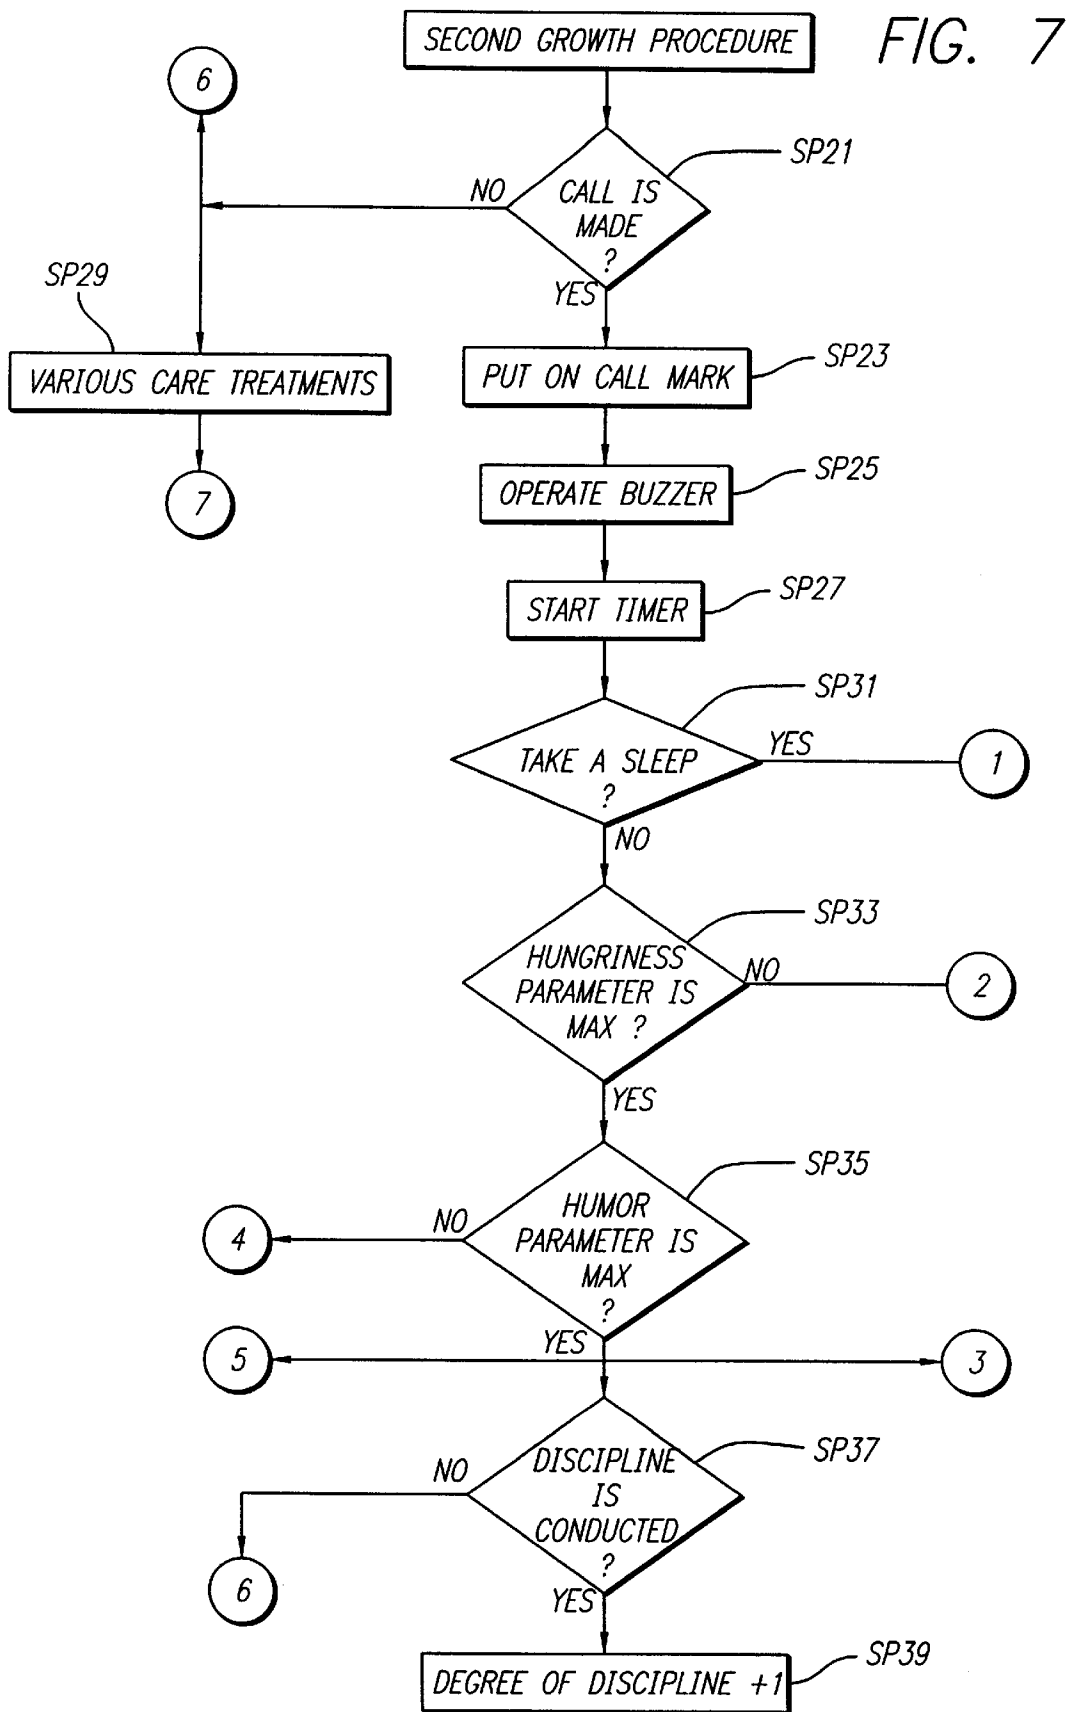 SECOND GROWTH PROCEDURE
FIG. 7
6
SP21
NO
CALL IS
MADE
?
YES
SP29
VARIOUS CARE TREATMENTS
PUT ON CALL MARK
SP23
7
OPERATE BUZZER
SP25
START TIMER
SP27
SP31
TAKE A SLEEP
?
YES
1
NO
SP33
HUNGRINESS
PARAMETER IS
MAX ?
NO
2
YES
SP35
HUMOR
PARAMETER IS
MAX
?
NO
4
YES
5
3
SP37
DISCIPLINE
IS
CONDUCTED
?
NO
6
YES
SP39
DEGREE OF DISCIPLINE +1